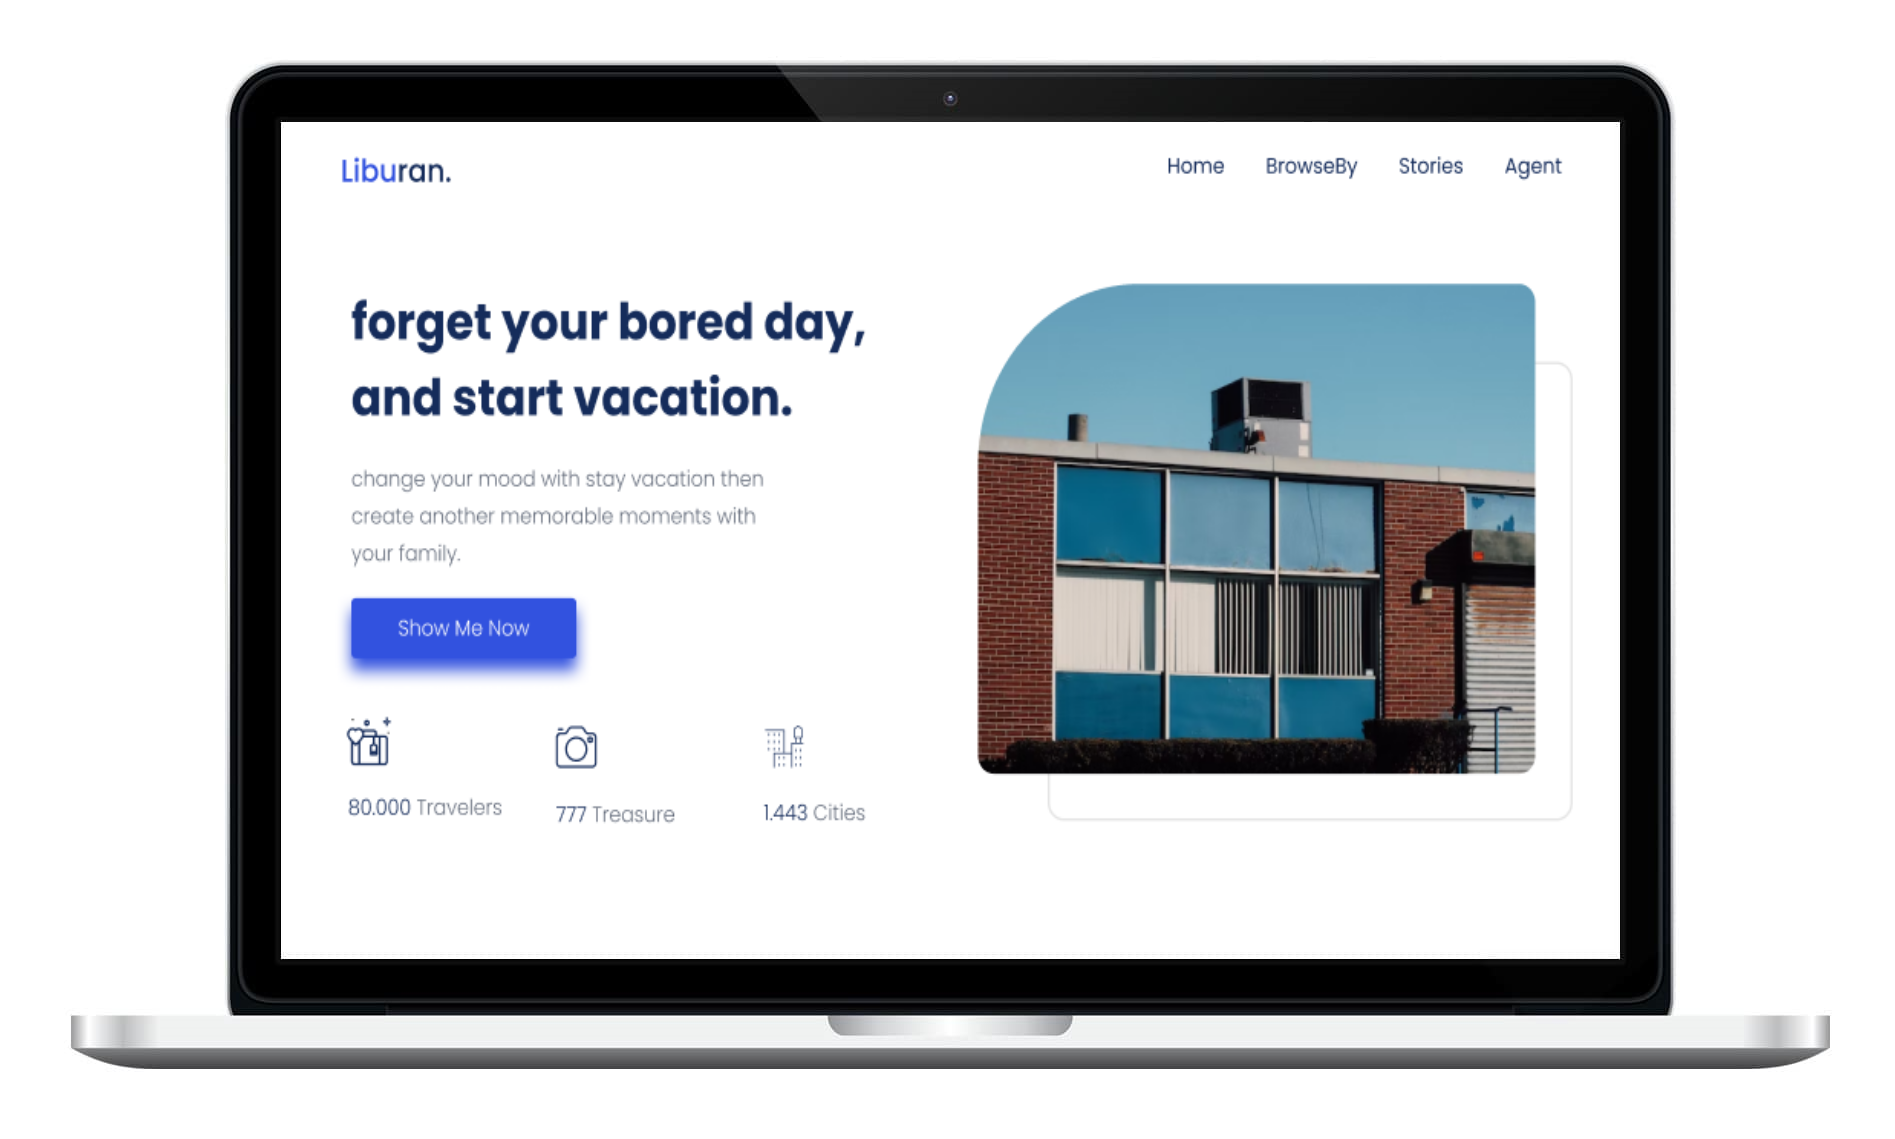 Liburan.
Home BrowseBy Stories Agent
forget your bored day,
and start vacation.
change your mood with stay vacation then
create another memorable moments with
your family.
Show Me Now
80.000 Travelers
777 Treasure
1.443 Cities